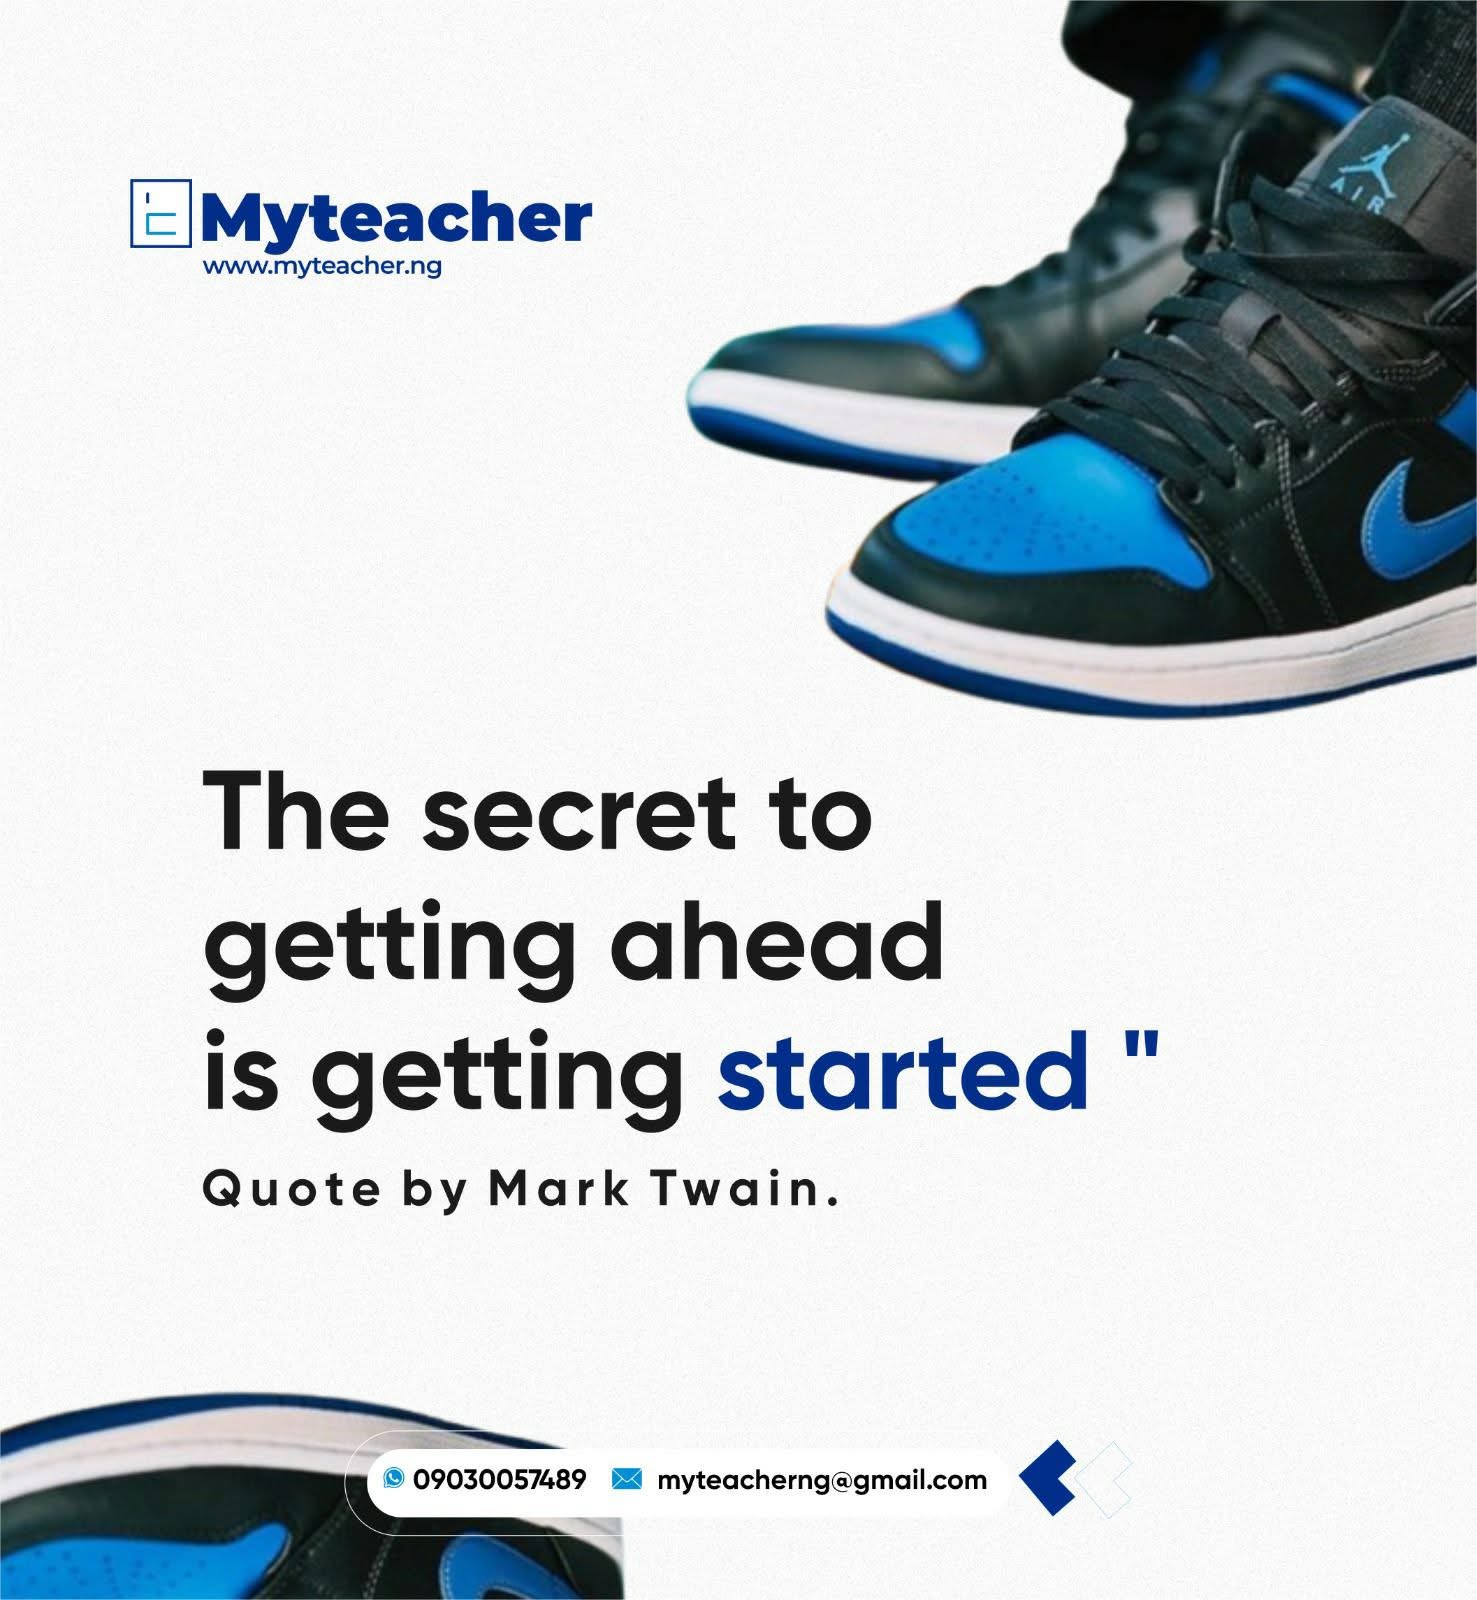 Myteacher
www.myteacher.ng
AIR
The secret to
getting ahead
is getting started "
Quote by Mark Twain.
09030057489 myteacherng@gmail.com